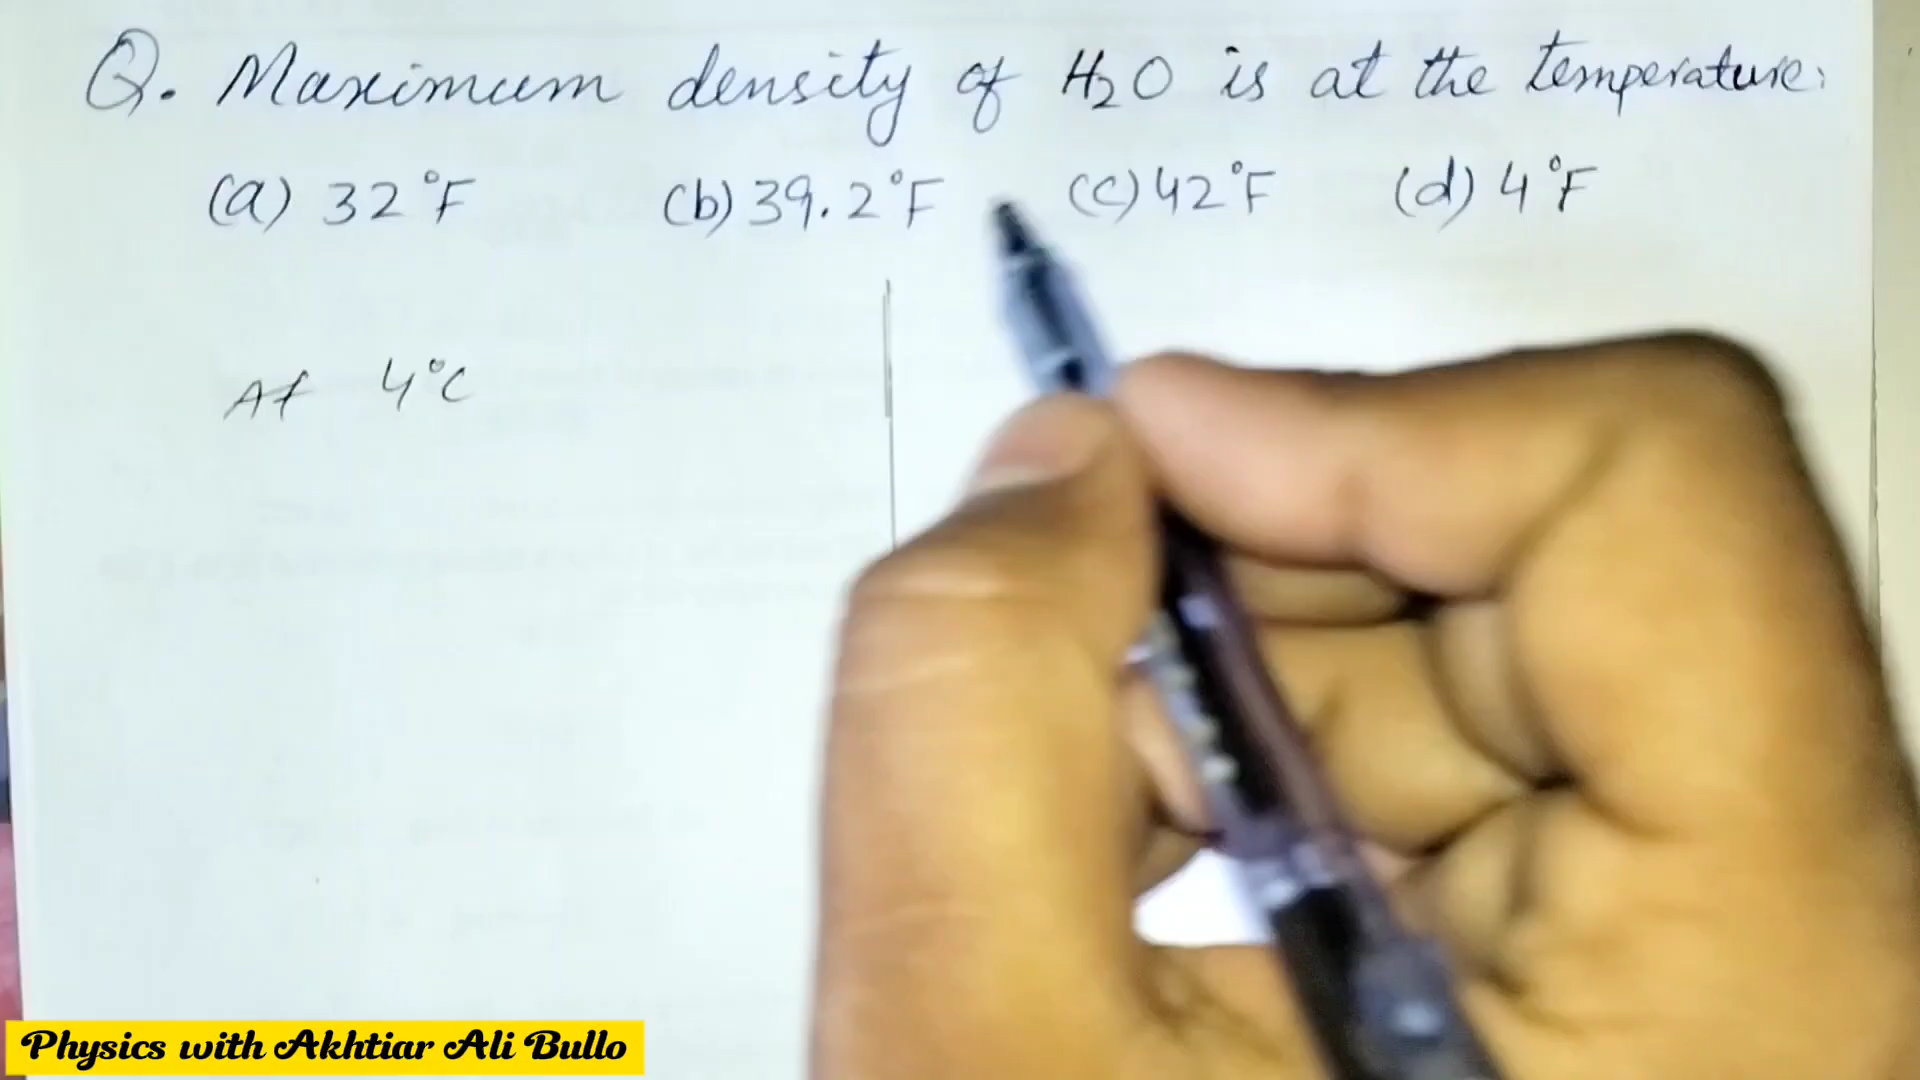 Q. Maximum density of H₂O is at the temperature:
(a) 32°F (b) 39.2°F (c) 42°F (d) 4°F
At 4°C
Physics with Akhtiar Ali Bullo